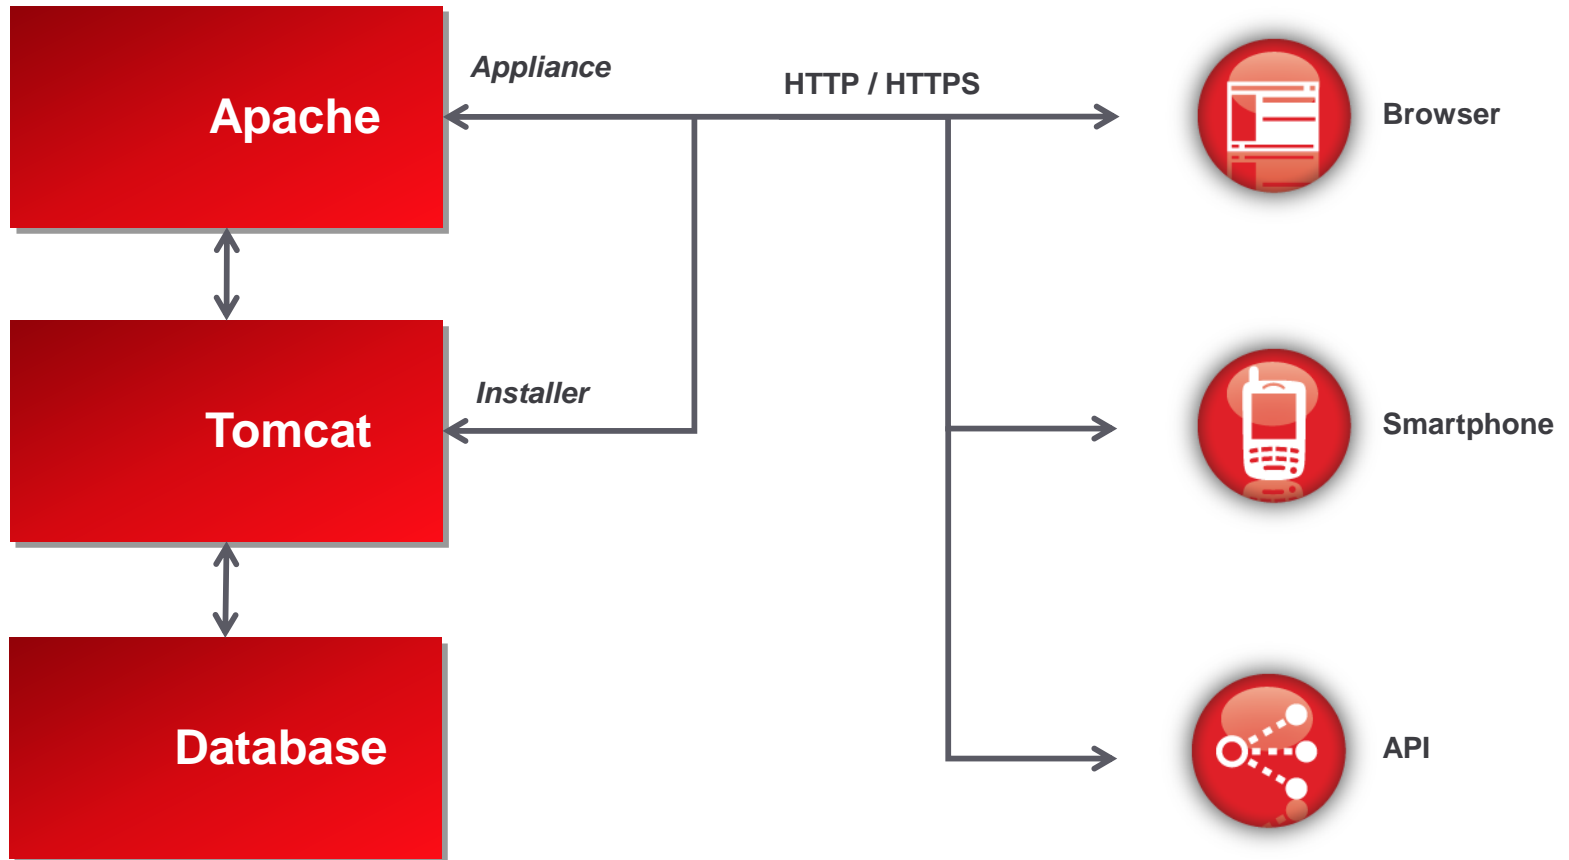 Appliance
HTTP / HTTPS
Apache
Browser
Installer
Tomcat
Smartphone
Database
API